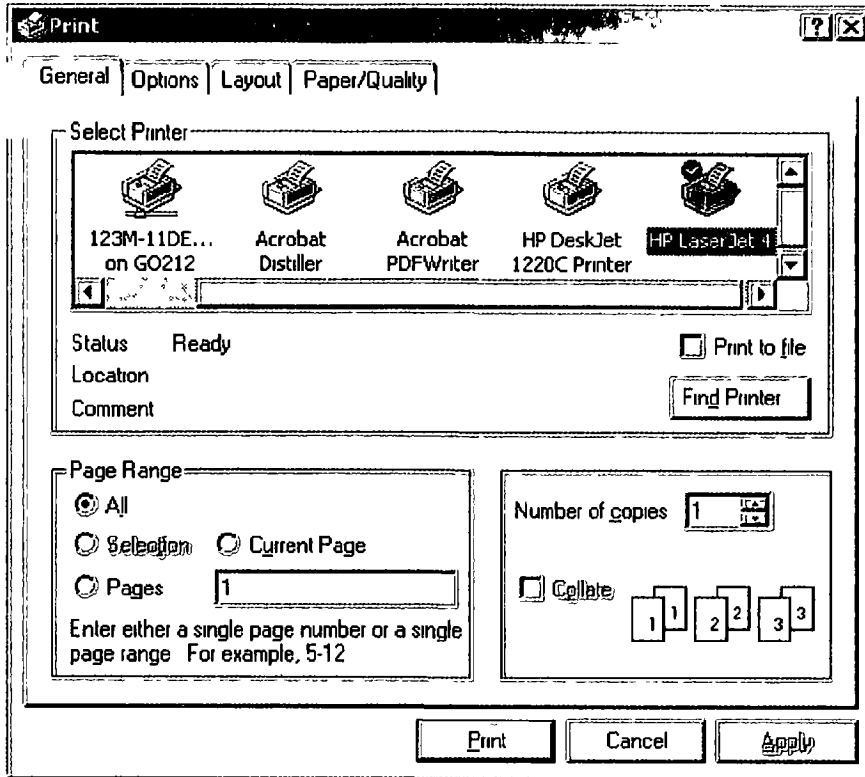 Print
General Options Layout Paper/Quality
Select Printer
123M-11DE... on GO212
Acrobat Distiller
Acrobat PDFWriter
HP DeskJet 1220C Printer
HP LaserJet 4
Status Ready
Print to file
Location
Comment
Find Printer
Page Range
All
Selection Current Page
Pages 1
Enter either a single page number or a single
page range For example, 5-12
Number of copies 1
Collate
1 1 2 2 3 3
Print Cancel Apply